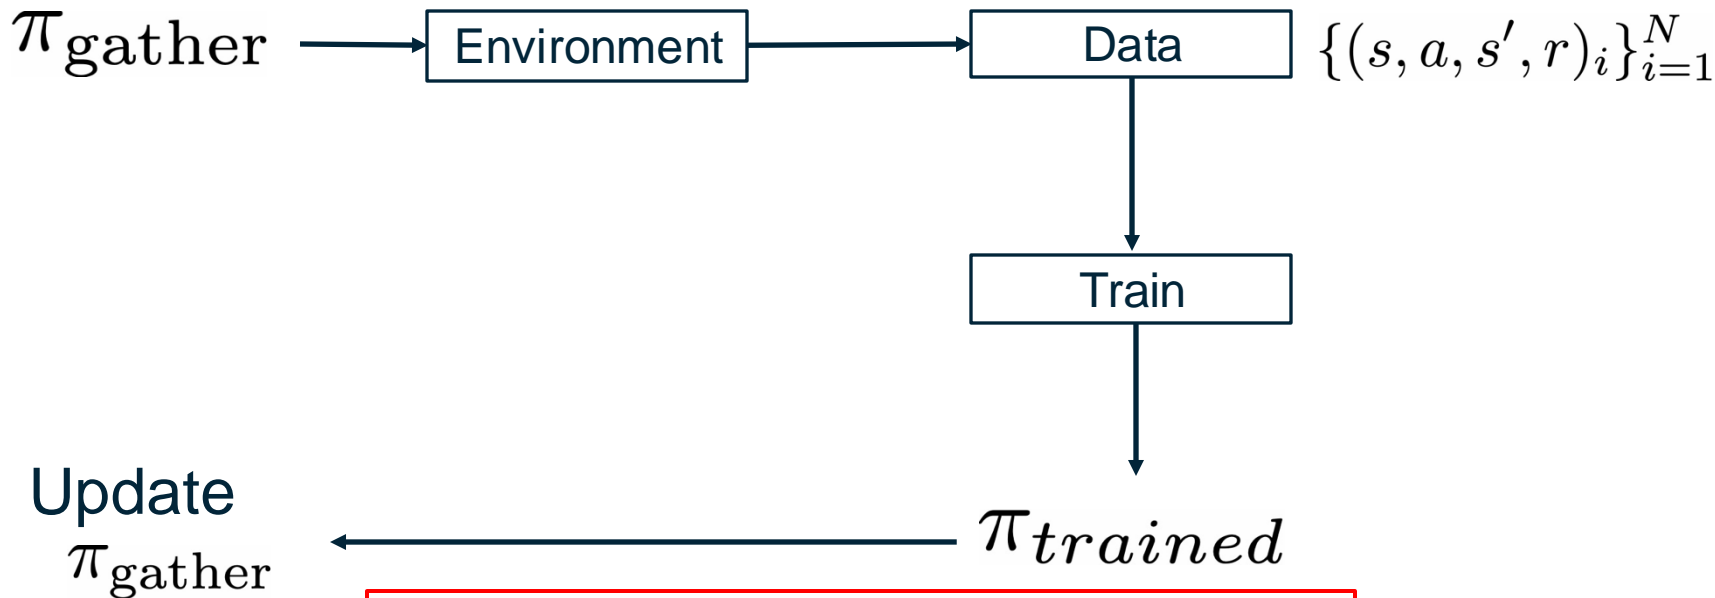 π_gather Environment Data {(s, a, s′, r)_i}_{i=1}^N
Train
Update
π_gather
π_trained